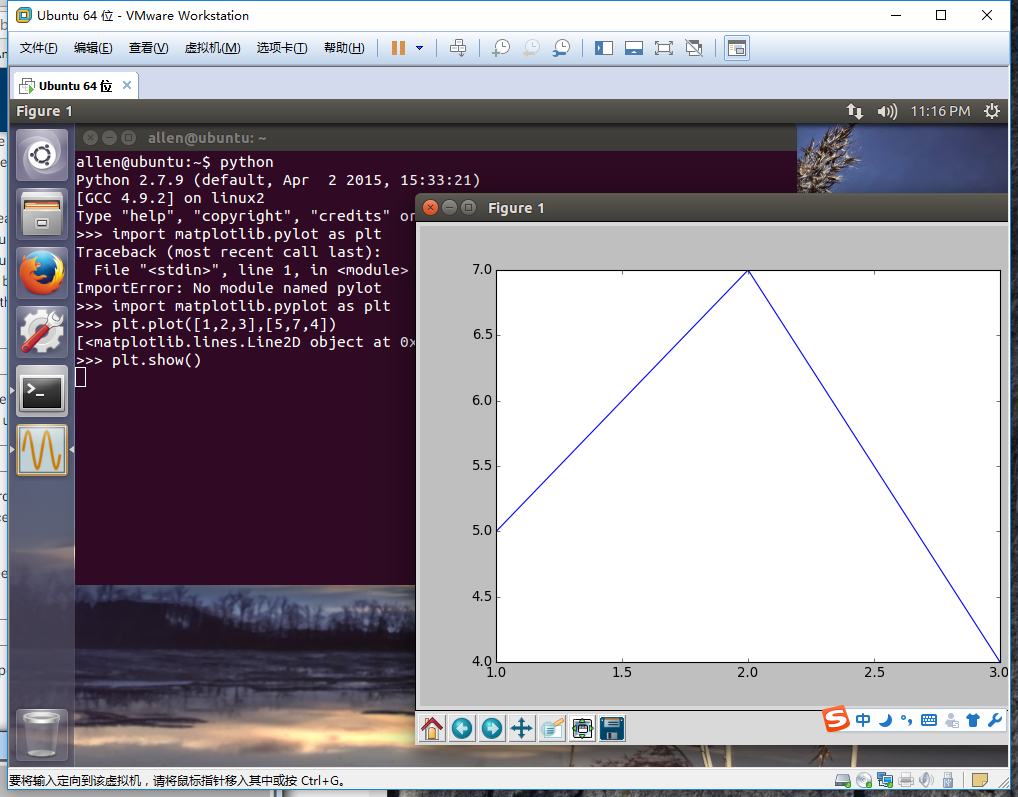 Ubuntu 64 位 - VMware Workstation
文件(F) 编辑(E) 查看(V) 虚拟机(M) 选项卡(T) 帮助(H)
Ubuntu 64 位
Figure 1 11:16 PM
allen@ubuntu: ~
allen@ubuntu:~$ python
Python 2.7.9 (default, Apr  2 2015, 15:33:21)
[GCC 4.9.2] on linux2
Type "help", "copyright", "credits" or
>>> import matplotlib.pylot as plt
Traceback (most recent call last):
  File "<stdin>", line 1, in <module>
ImportError: No module named pylot
>>> import matplotlib.pyplot as plt
>>> plt.plot([1,2,3],[5,7,4])
[<matplotlib.lines.Line2D object at 0x
>>> plt.show()
Figure 1
7.0
6.5
6.0
5.5
5.0
4.5
4.0
1.0 1.5 2.0 2.5 3.0
中
要将输入定向到该虚拟机，请将鼠标指针移入其中或按 Ctrl+G。